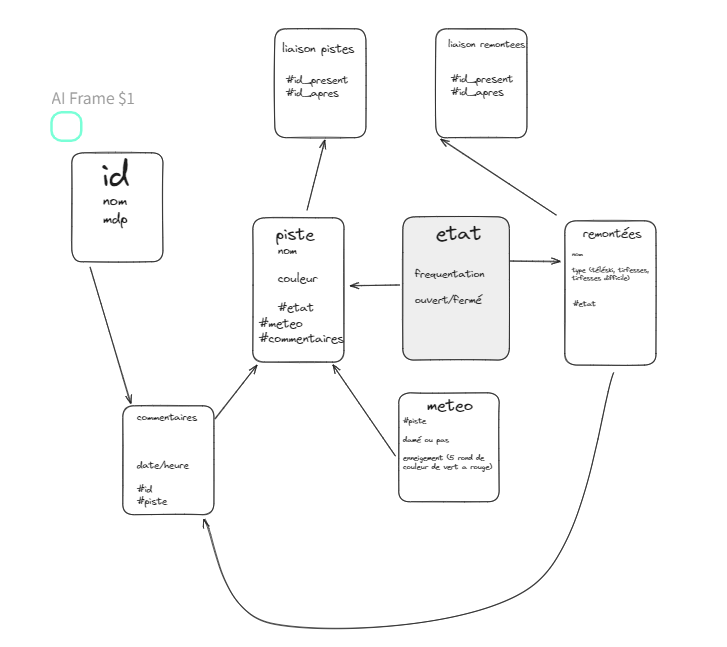 liaison pistes
#id_present
#id_apres
liaison remontees
#id_present
#id_apres
AI Frame $1
id
nom
mdp
piste
nom
couleur
#etat
#meteo
#commentaires
etat
frequentation
ouvert/fermé
remontées
nom
type (téléski, tirfesses,
tirfesses difficile)
#etat
commentaires
date/heure
#id
#piste
meteo
#piste
damé ou pas
enneigement (5 rond de
couleur de vert a rouge)